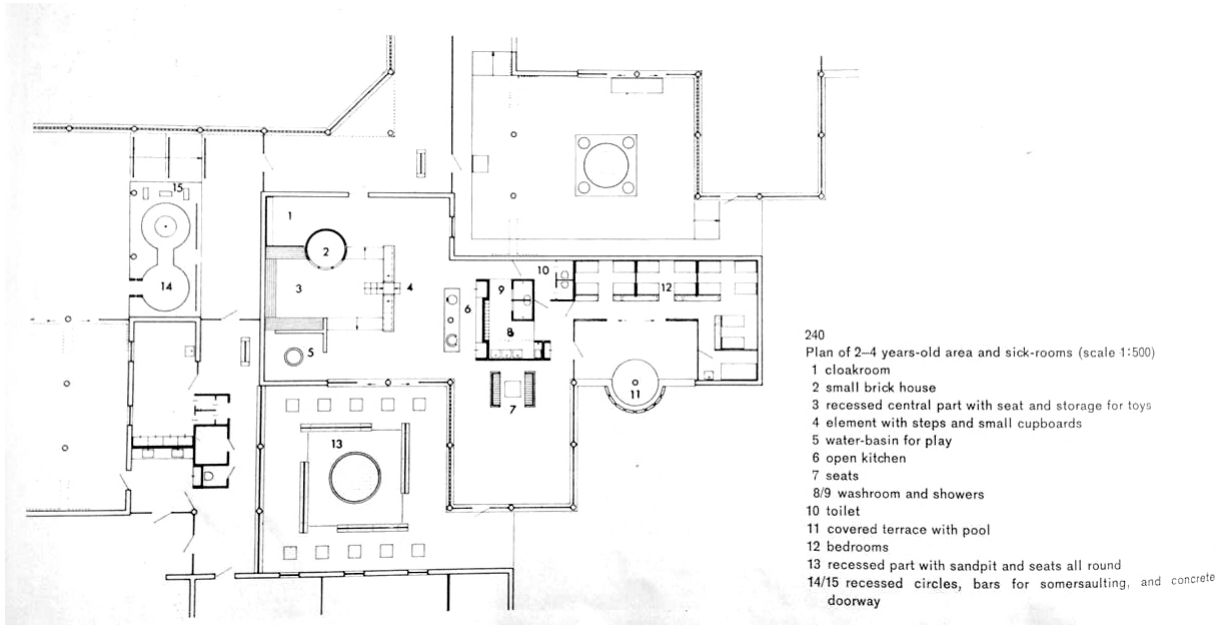 1
2
3
4
5
6
7
8
9
10
11
12
13
14
15
240
Plan of 2–4 years-old area and sick-rooms (scale 1:500)
1 cloakroom
2 small brick house
3 recessed central part with seat and storage for toys
4 element with steps and small cupboards
5 water-basin for play
6 open kitchen
7 seats
8/9 washroom and showers
10 toilet
11 covered terrace with pool
12 bedrooms
13 recessed part with sandpit and seats all round
14/15 recessed circles, bars for somersaulting, and concrete
doorway